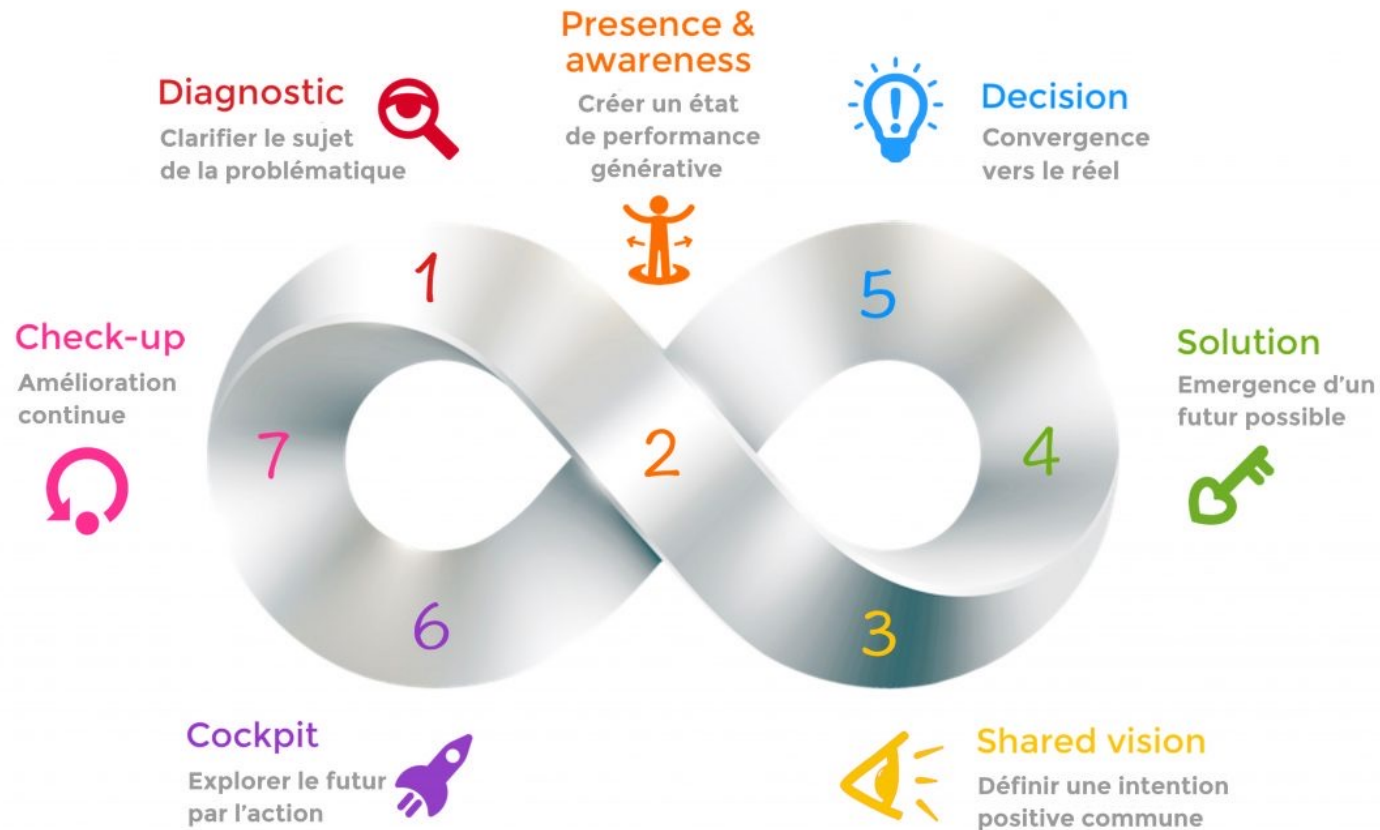 Presence &
awareness
Créer un état
de performance
générative
Diagnostic
Clarifier le sujet
de la problématique
Decision
Convergence
vers le réel
1
5
Check-up
Amélioration
continue
Solution
Emergence d'un
futur possible
7
2
4
6
3
Cockpit
Explorer le futur
par l'action
Shared vision
Définir une intention
positive commune